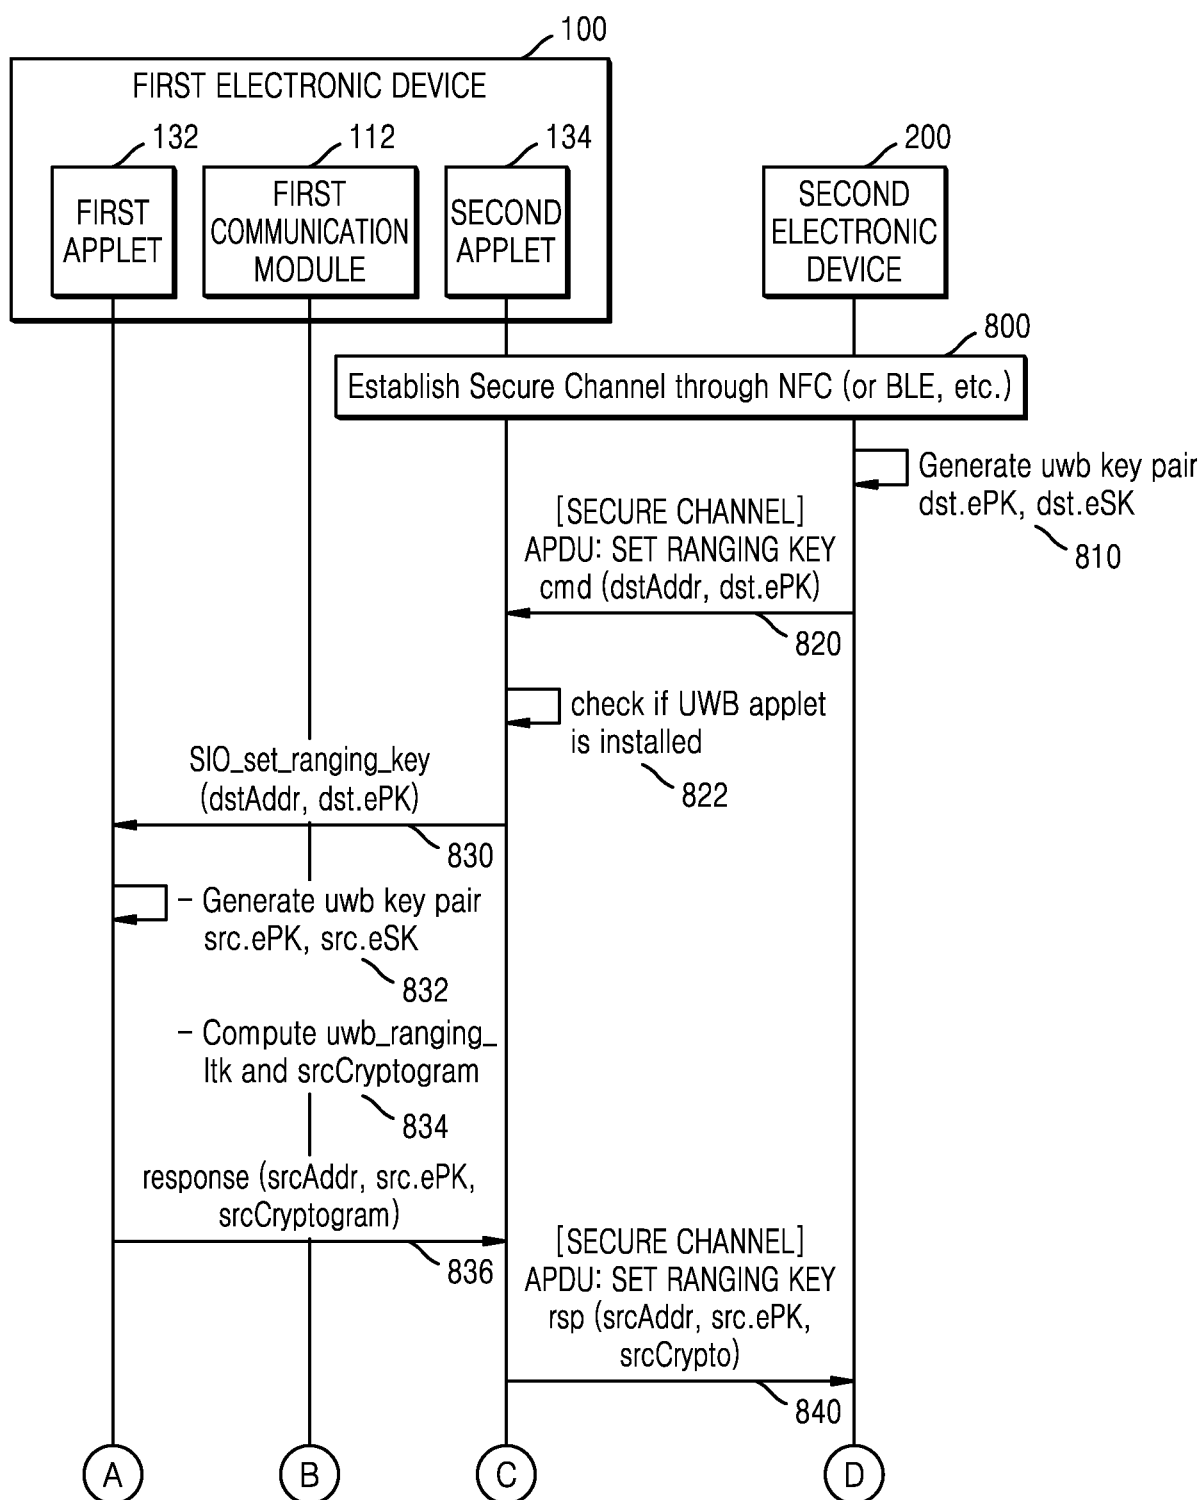 100
FIRST ELECTRONIC DEVICE
132
112
134
200
FIRST
APPLET
FIRST
COMMUNICATION
MODULE
SECOND
APPLET
SECOND
ELECTRONIC
DEVICE
800
Establish Secure Channel through NFC (or BLE, etc.)
Generate uwb key pair
dst.ePK, dst.eSK
810
[SECURE CHANNEL]
APDU: SET RANGING KEY
cmd (dstAddr, dst.ePK)
820
check if UWB applet
is installed
822
SIO_set_ranging_key
(dstAddr, dst.ePK)
830
– Generate uwb key pair
src.ePK, src.eSK
832
– Compute uwb_ranging_
ltk and srcCryptogram
834
response (srcAddr, src.ePK,
srcCryptogram)
836
[SECURE CHANNEL]
APDU: SET RANGING KEY
rsp (srcAddr, src.ePK,
srcCrypto)
840
A
B
C
D